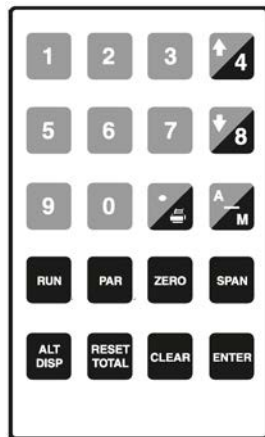 1 2 3 4
5 6 7 8
9 0 A M
RUN PAR ZERO SPAN
ALT DISP RESET TOTAL CLEAR ENTER